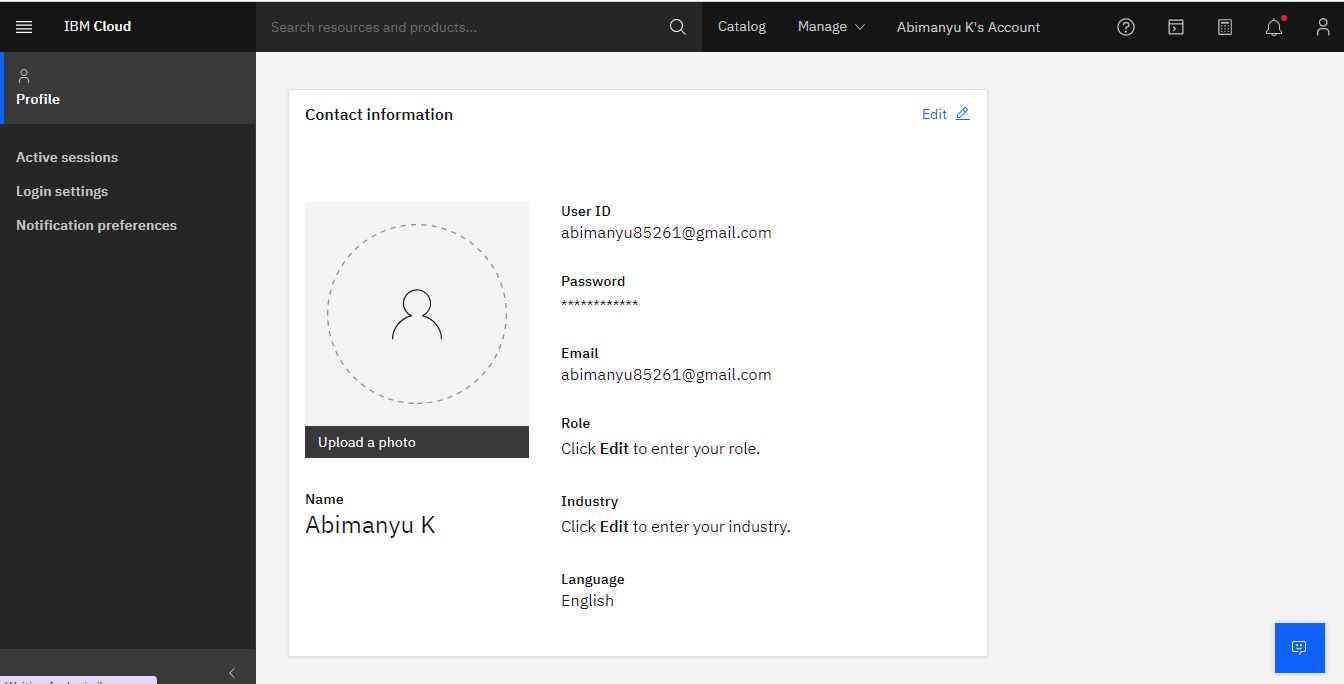 IBM Cloud
Search resources and products...
Catalog
Manage
Abimanyu K's Account
Profile
Active sessions
Login settings
Notification preferences
Contact information
Edit
Upload a photo
Name
Abimanyu K
User ID
abimanyu85261@gmail.com
Password
************
Email
abimanyu85261@gmail.com
Role
Click Edit to enter your role.
Industry
Click Edit to enter your industry.
Language
English